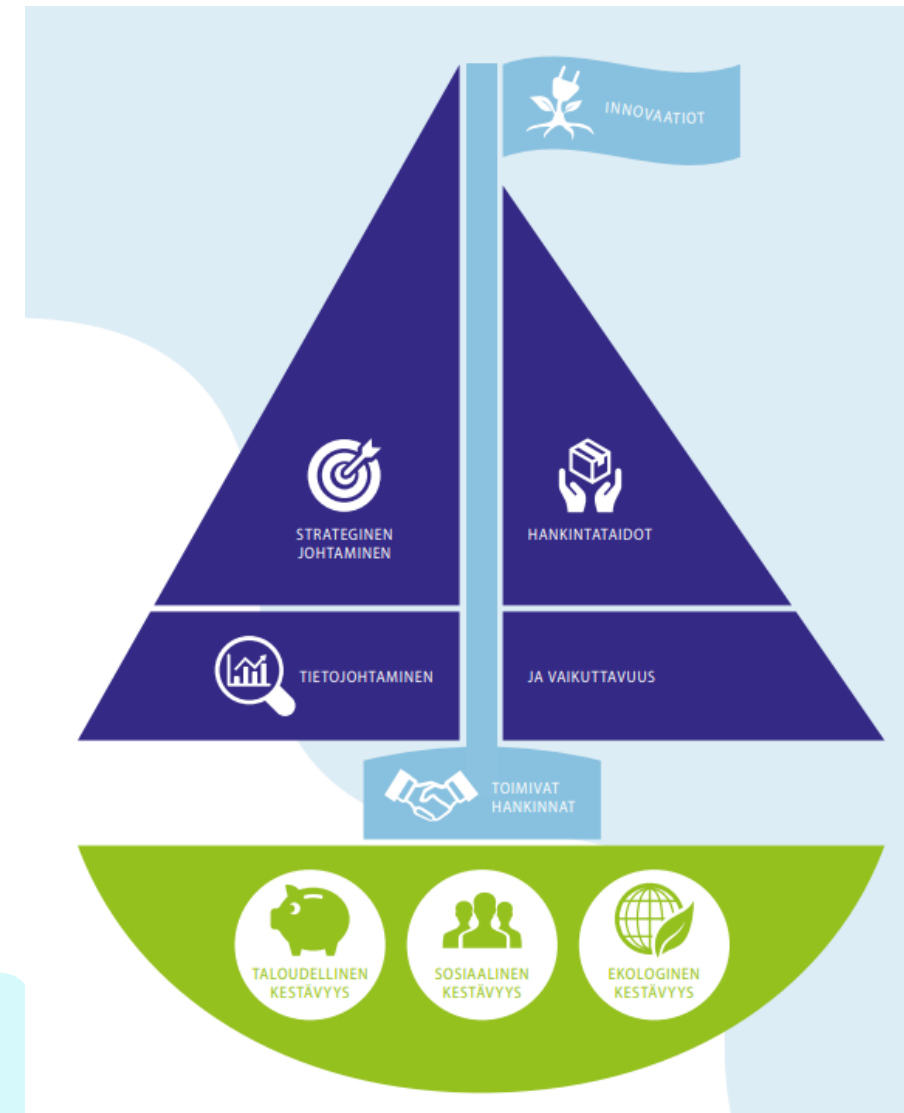 INNOVAATIOT
STRATEGINEN
JOHTAMINEN
HANKINTATAIDOT
TIETOJOHTAMINEN
JA VAIKUTTAVUUS
TOIMIVAT
HANKINNAT
TALOUDELLINEN
KESTÄVYYS
SOSIAALINEN
KESTÄVYYS
EKOLOGINEN
KESTÄVYYS